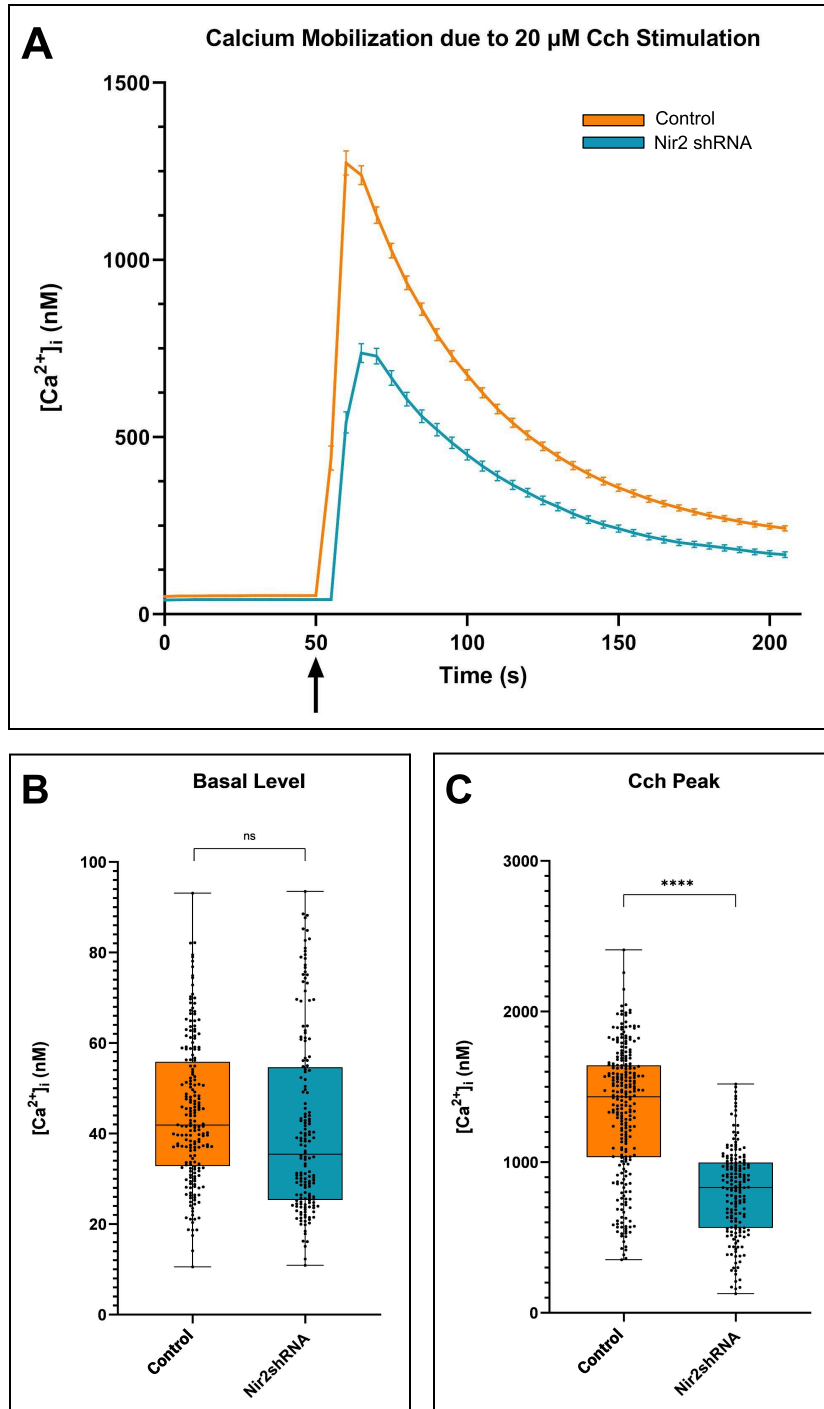 A
Calcium Mobilization due to 20 µM Cch Stimulation
Control
Nir2 shRNA
1500
1000
500
0
[Ca2+]i (nM)
0 50 100 150 200
Time (s)
B
Basal Level
ns
100
80
60
40
20
0
[Ca2+]i (nM)
Control
Nir2shRNA
C
Cch Peak
****
3000
2000
1000
0
[Ca2+]i (nM)
Control
Nir2shRNA